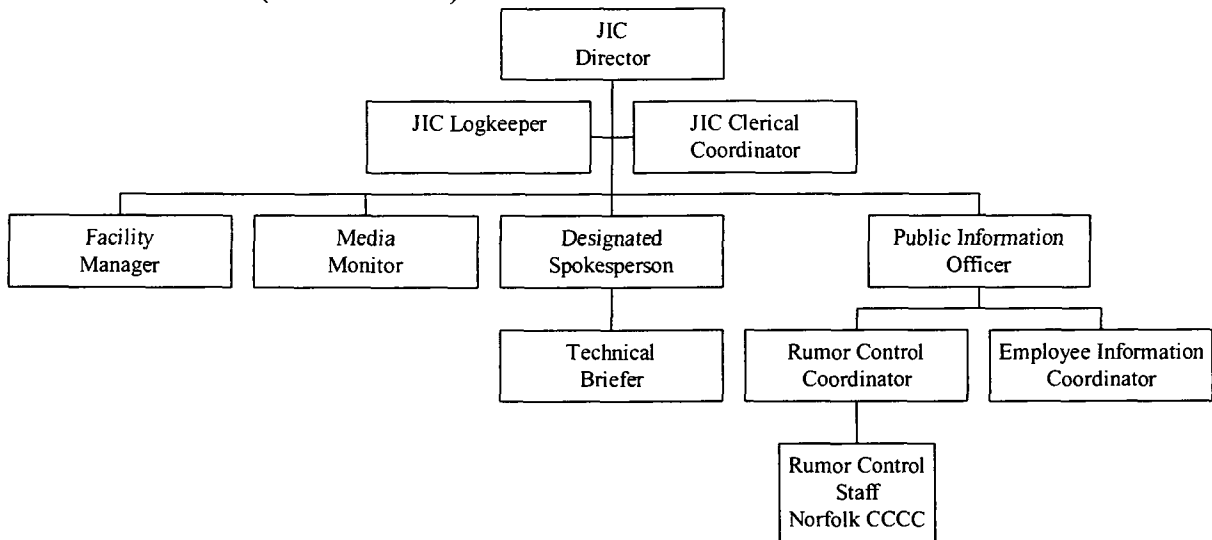 JIC
Director
JIC Logkeeper
JIC Clerical
Coordinator
Facility
Manager
Media
Monitor
Designated
Spokesperson
Public Information
Officer
Technical
Briefer
Rumor Control
Coordinator
Employee Information
Coordinator
Rumor Control
Staff
Norfolk CCCC